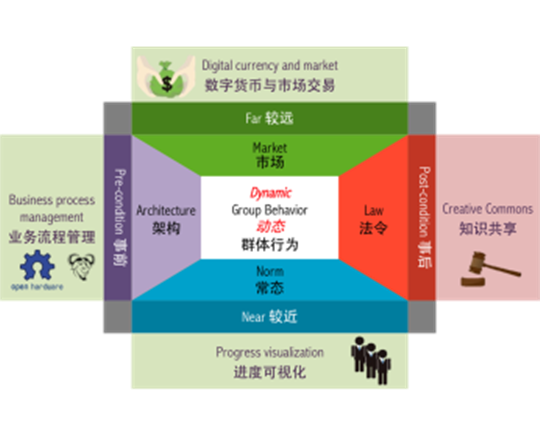 Digital currency and market
数字货币与市场交易
Far 较远
Market
市场
Business process
management
业务流程管理
open hardware
Pre-condition 事前
Architecture
架构
Dynamic
Group Behavior
动态
群体行为
Law
法令
Post-condition 事后
Creative Commons
知识共享
Norm
常态
Near 较近
Progress visualization
进度可视化